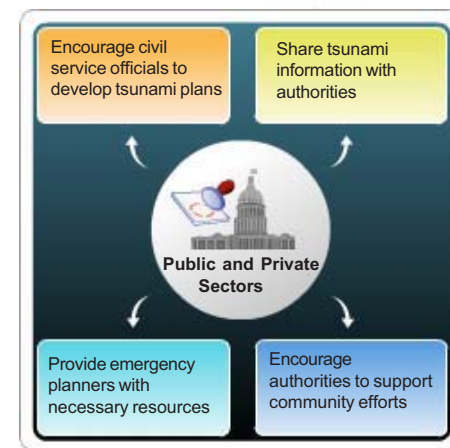 Encourage civil
service officials to
develop tsunami plans
Share tsunami
information with
authorities
Public and Private
Sectors
Provide emergency
planners with
necessary resources
Encourage
authorities to support
community efforts